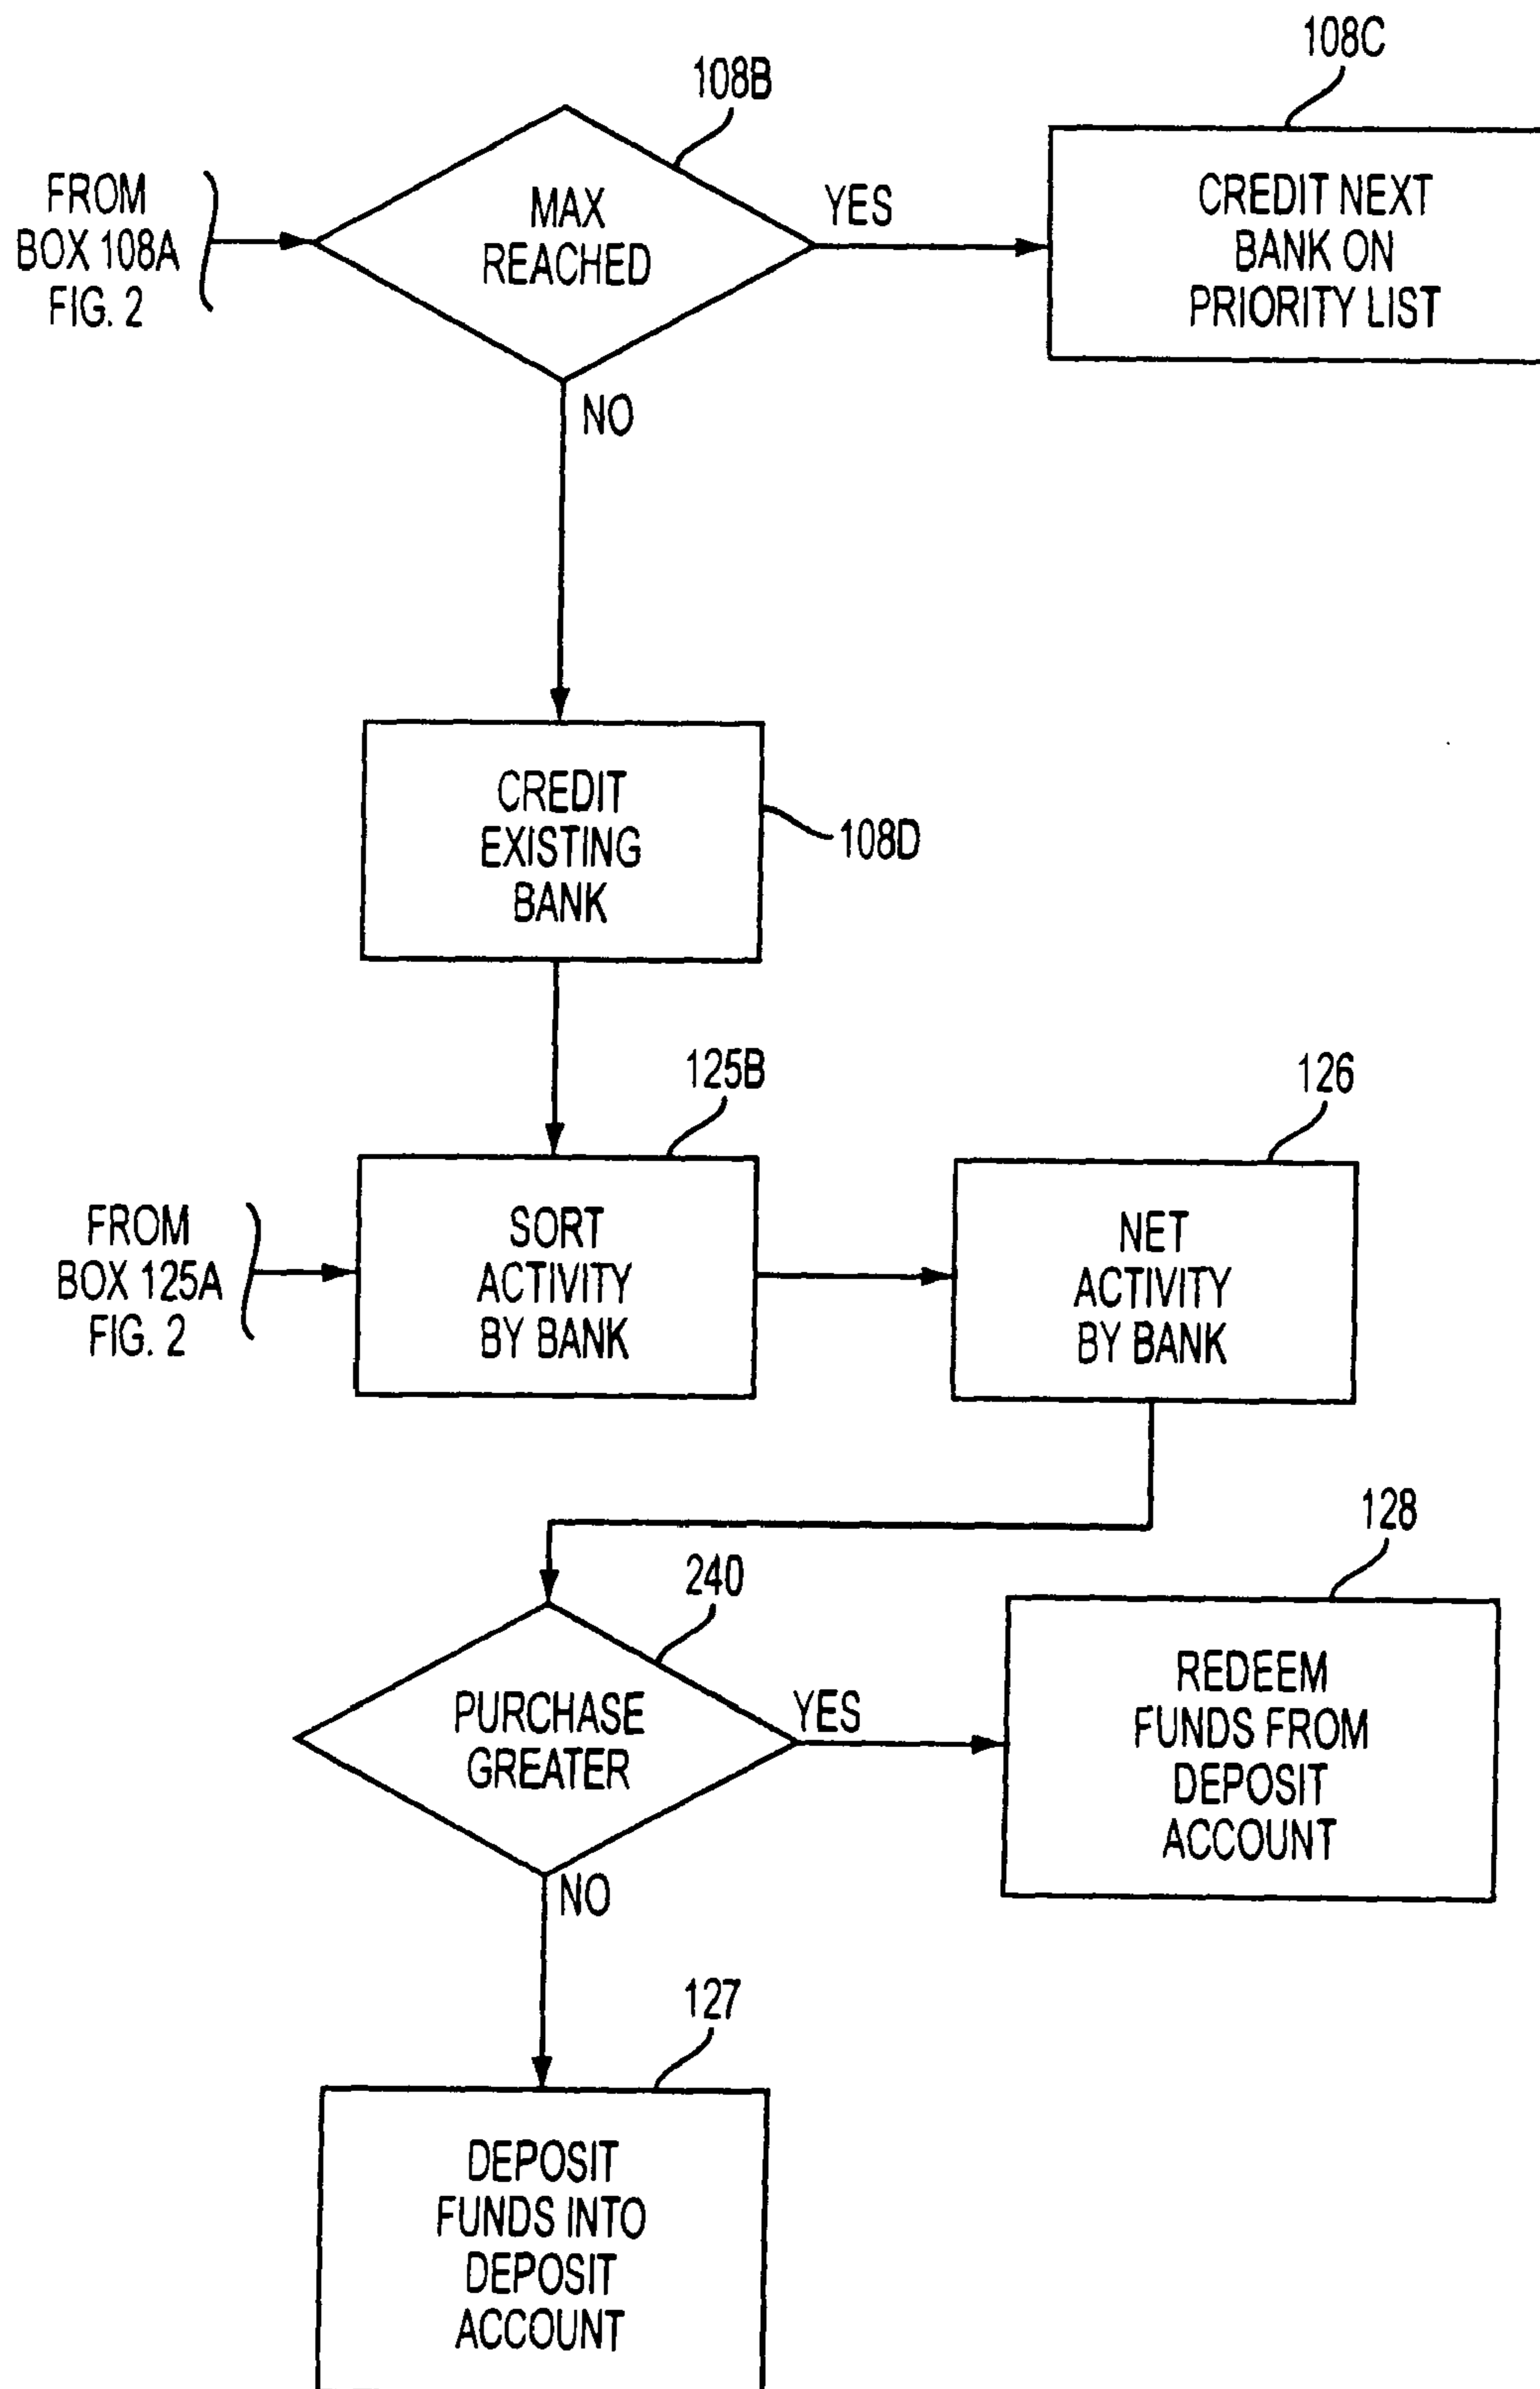 108B
108C
FROM
BOX 108A
FIG. 2
MAX
REACHED
YES
CREDIT NEXT
BANK ON
PRIORITY LIST
NO
CREDIT
EXISTING
BANK
108D
125B
126
FROM
BOX 125A
FIG. 2
SORT
ACTIVITY
BY BANK
NET
ACTIVITY
BY BANK
240
128
PURCHASE
GREATER
YES
REDEEM
FUNDS FROM
DEPOSIT
ACCOUNT
NO
127
DEPOSIT
FUNDS INTO
DEPOSIT
ACCOUNT